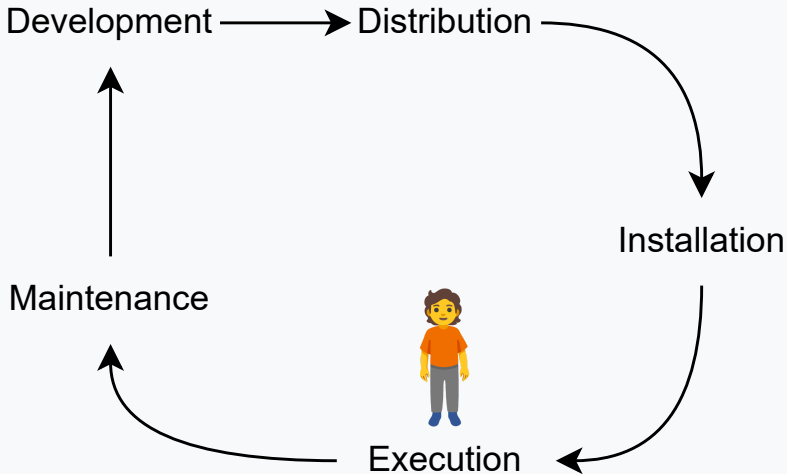 Development
Distribution
Installation
Maintenance
Execution